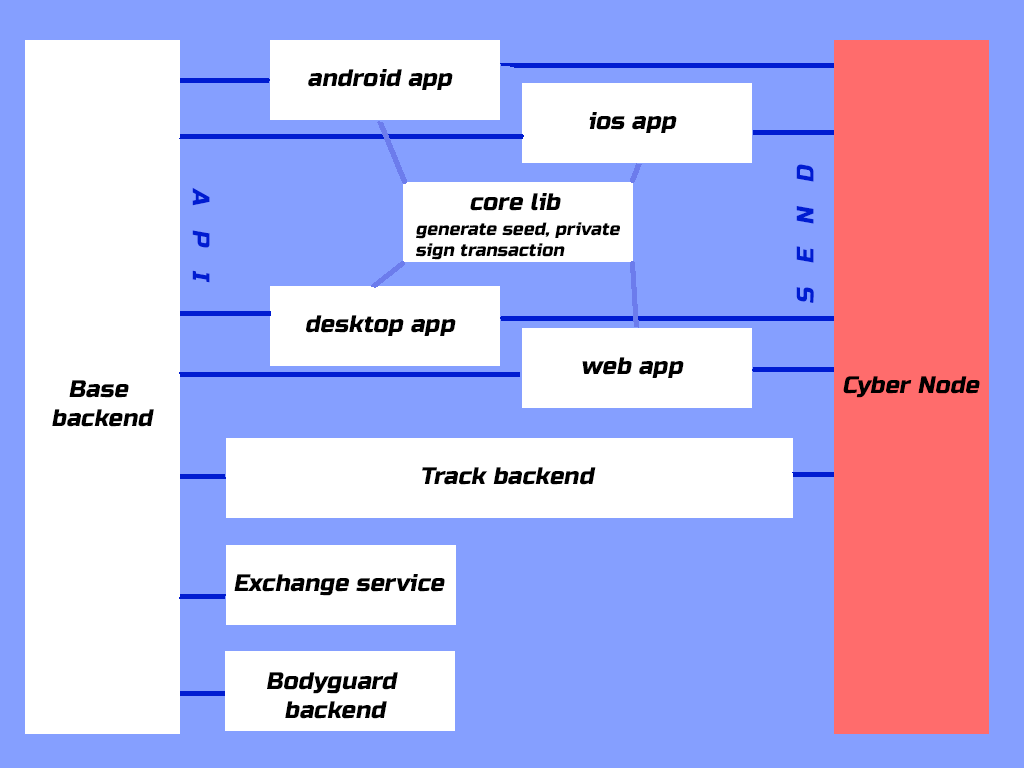 android app
ios app
core lib
generate seed, private
sign transaction
A P I
S E N D
desktop app
web app
Base
backend
Cyber Node
Track backend
Exchange service
Bodyguard
backend